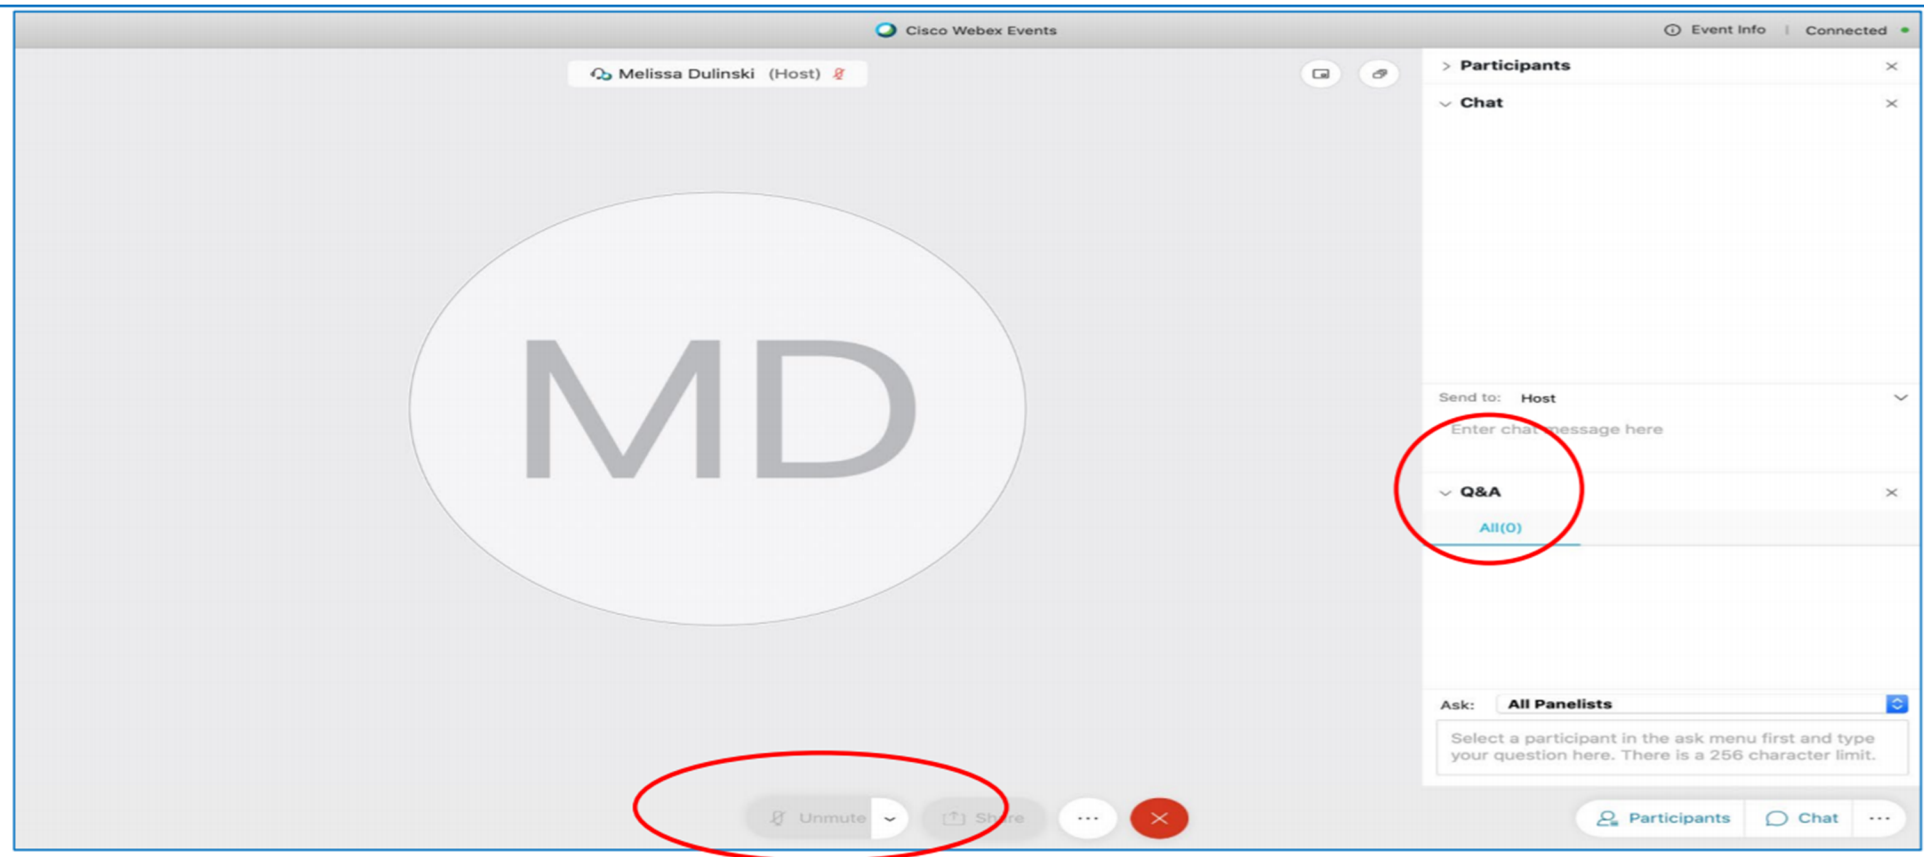 Cisco Webex Events
Event Info | Connected
Melissa Dulinski (Host)
Participants
Chat
MD
Send to: Host
Enter chat message here
Q&A
All(0)
Ask: All Panelists
Select a participant in the ask menu first and type
your question here. There is a 256 character limit.
Unmute
Share
Participants
Chat